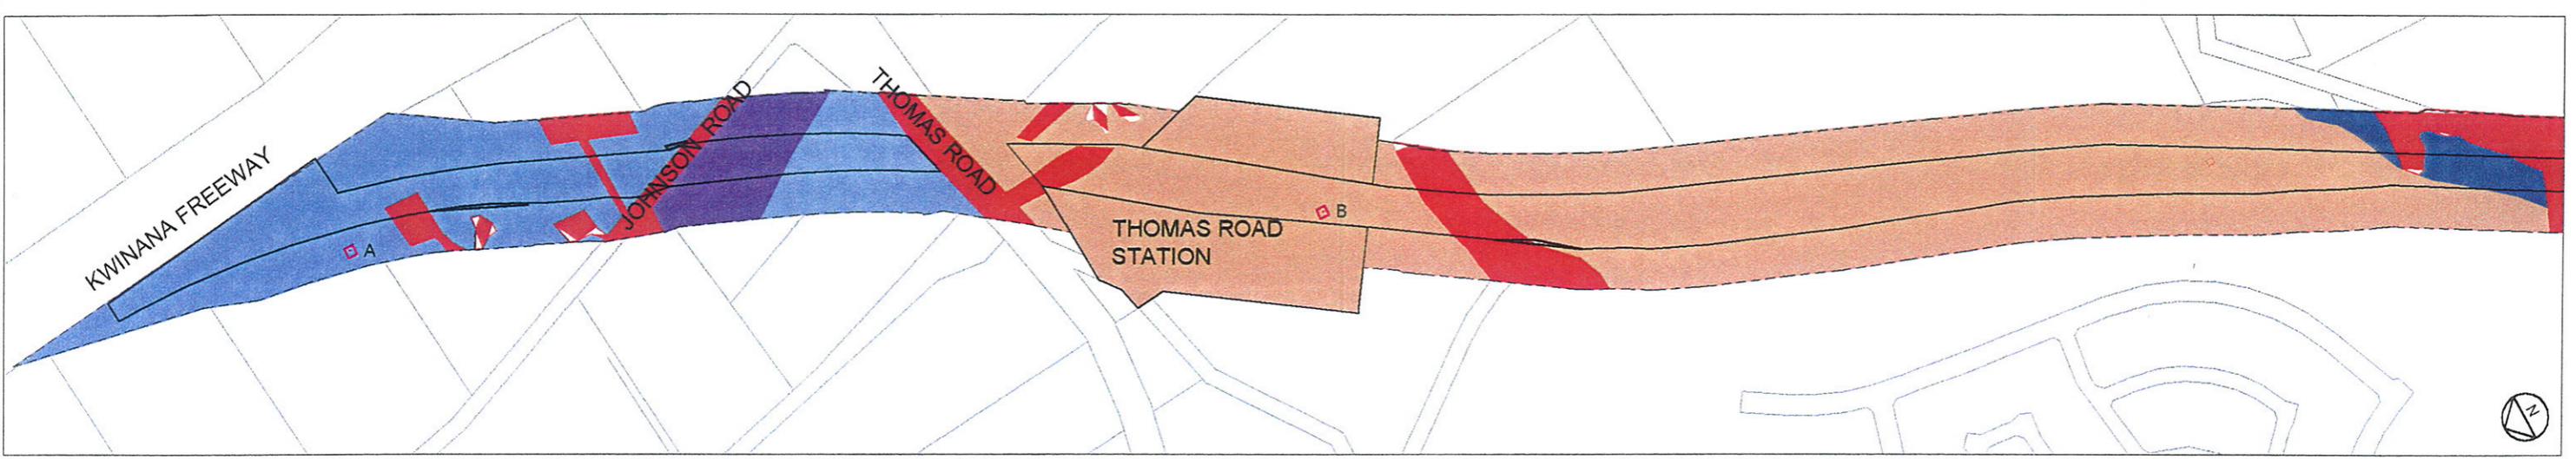 KWINANA FREEWAY
A
JOHNSON ROAD
THOMAS ROAD
THOMAS ROAD
STATION
B
N